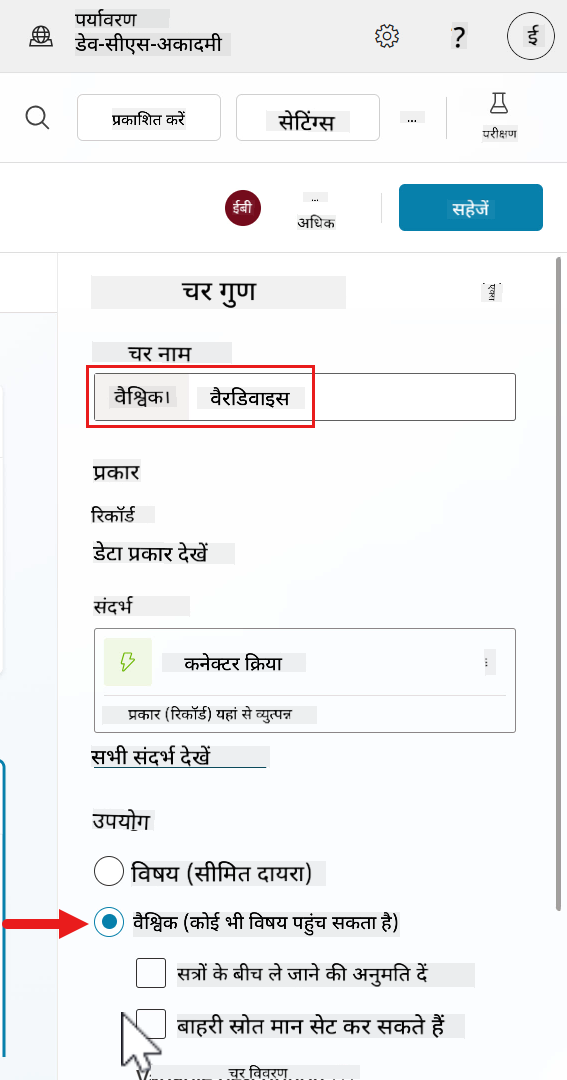 पर्यावरण
डेव-सीएस-अकादमी
?
ई
प्रकाशित करें
सेटिंग्स
...
परीक्षण
ईबी
...
अधिक
सहेजें
चर गुण
चर नाम
वैश्विक।
वैरडिवाइस
प्रकार
रिकॉर्ड
डेटा प्रकार देखें
संदर्भ
कनेक्टर क्रिया
प्रकार (रिकॉर्ड) यहां से व्युत्पन्न
सभी संदर्भ देखें
उपयोग
विषय (सीमित दायरा)
वैश्विक (कोई भी विषय पहुंच सकता है)
सत्रों के बीच ले जाने की अनुमति दें
बाहरी स्रोत मान सेट कर सकते हैं
चर विवरण